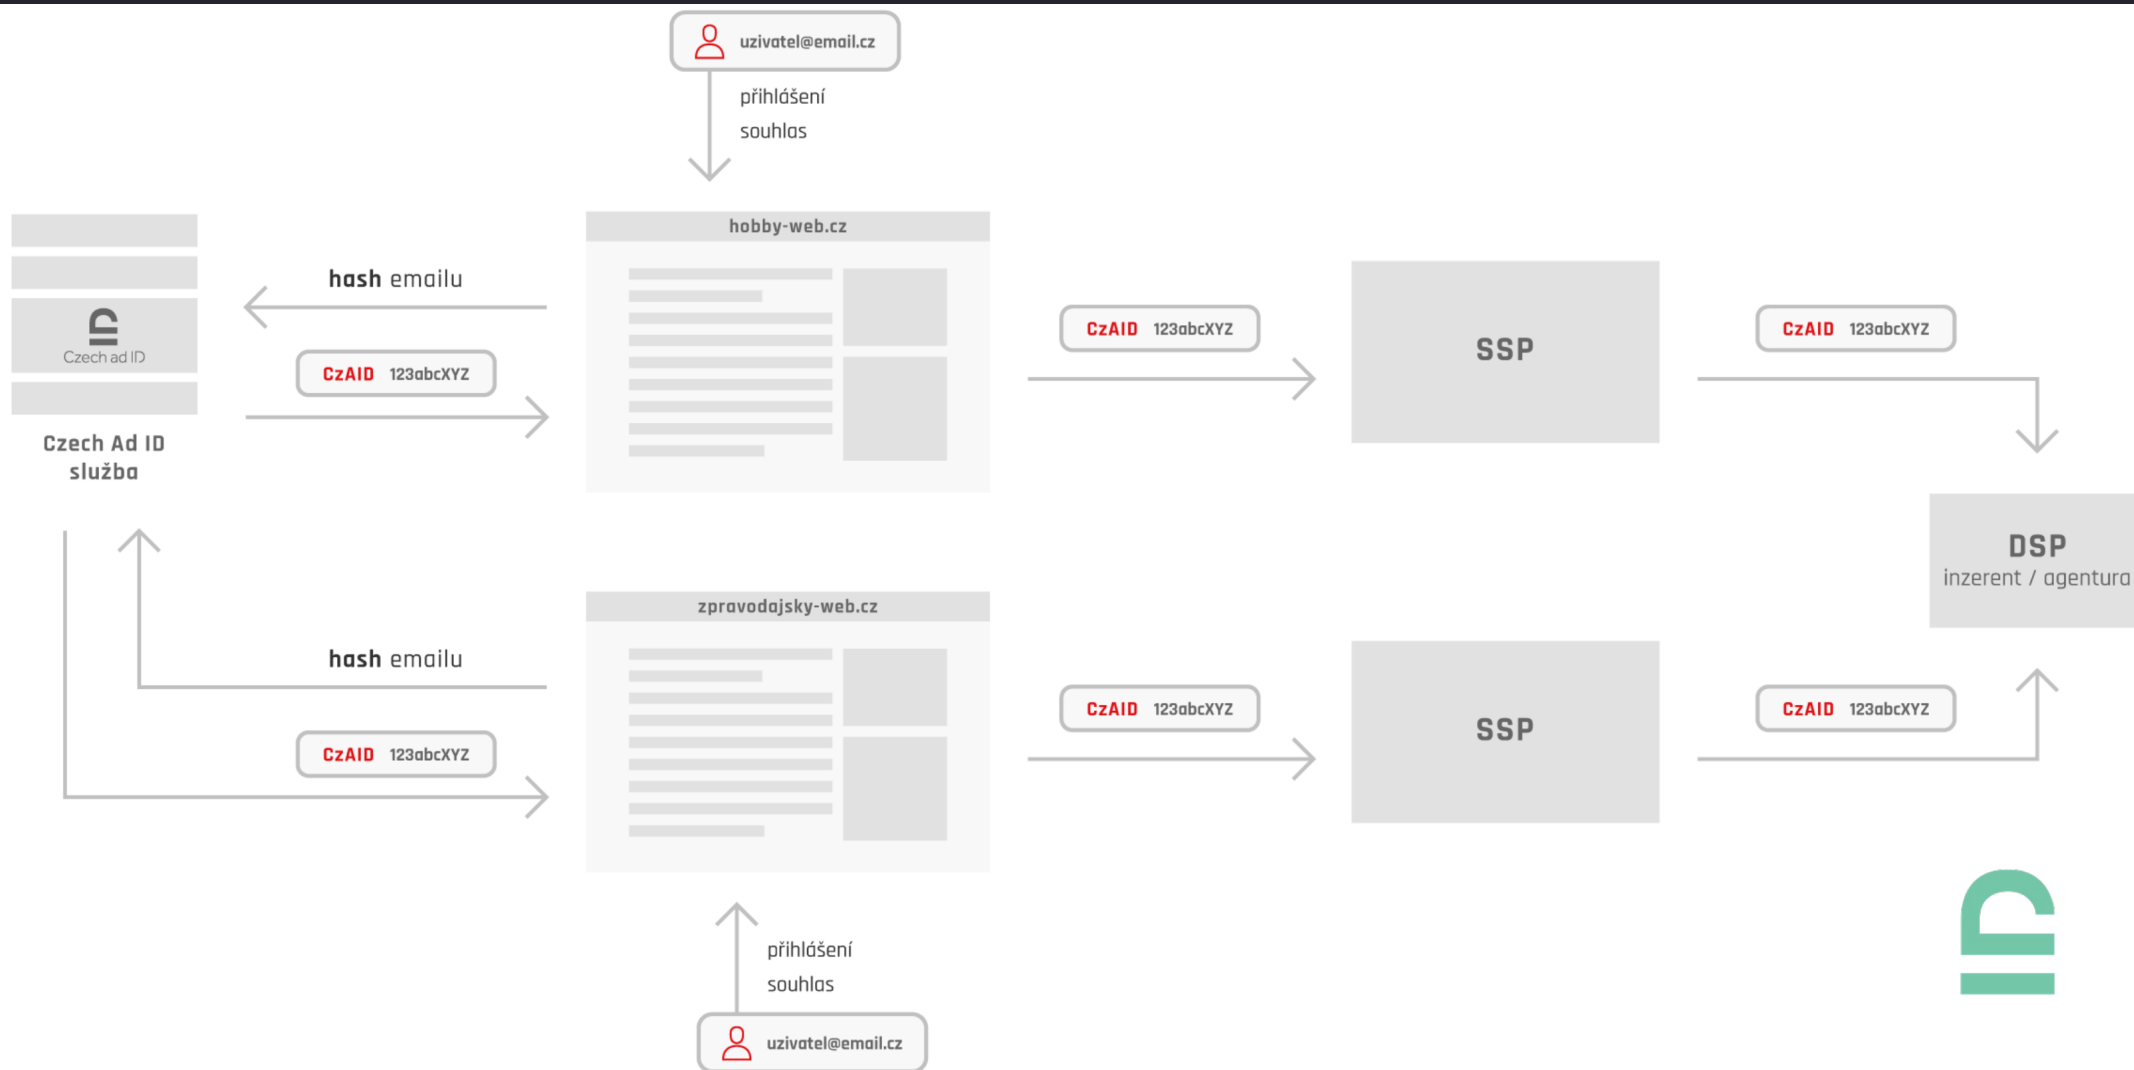 uzivatel@email.cz
přihlášení
souhlas
hobby-web.cz
hash emailu
CzAID 123abcXYZ
Czech ad ID
Czech Ad ID
služba
CzAID 123abcXYZ
SSP
CzAID 123abcXYZ
DSP
inzerent / agentura
zpravodajsky-web.cz
hash emailu
CzAID 123abcXYZ
CzAID 123abcXYZ
SSP
CzAID 123abcXYZ
přihlášení
souhlas
uzivatel@email.cz